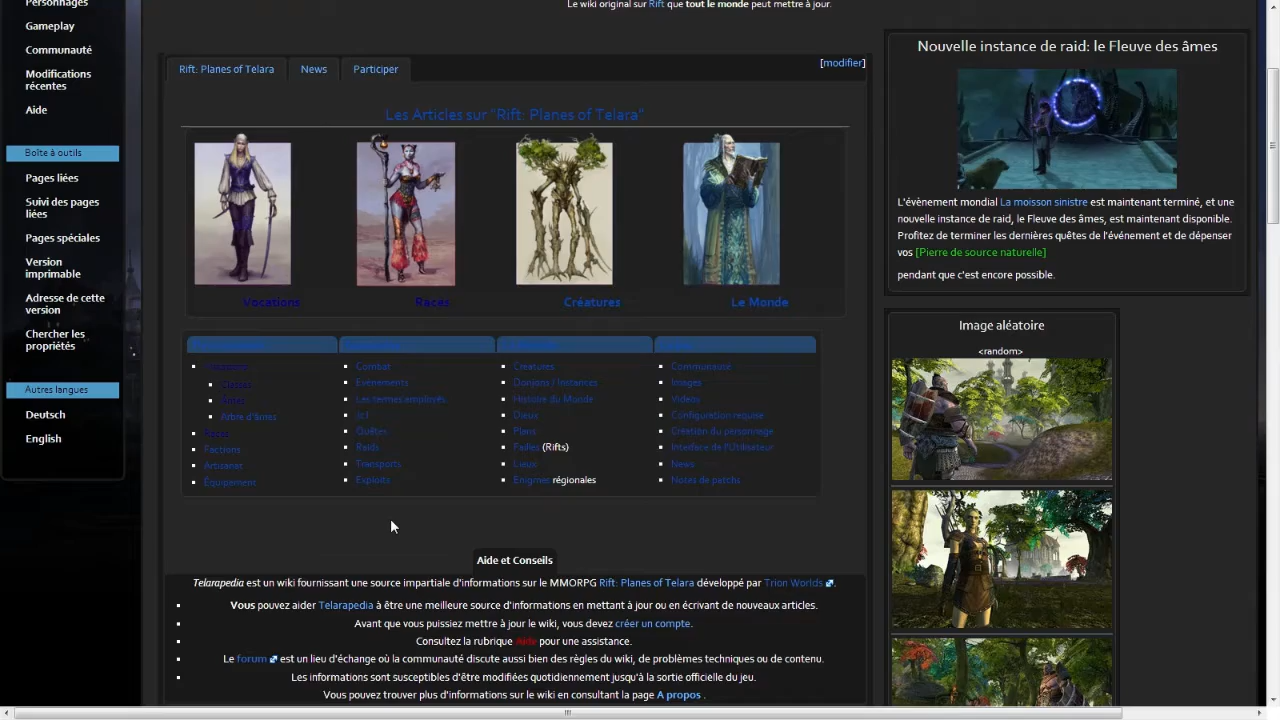 Personnages
Gameplay
Communauté
Modifications
récentes
Aide
Boîte à outils
Pages liées
Suivi des pages
liées
Pages spéciales
Version
imprimable
Adresse de cette
version
Chercher les
propriétés
Autres langues
Deutsch
English
Le wiki original sur Rift que tout le monde peut mettre à jour.
Rift: Planes of Telara
News
Participer
[modifier]
Les Articles sur "Rift: Planes of Telara"
Vocations
Races
Créatures
Le Monde
Classes
Âmes
Arbre d'âmes
Races
Factions
Artisanat
Équipement
Combat
Evénements
Les termes employés
JcJ
Quêtes
Raids
Transports
Exploits
Créatures
Donjons / Instances
Histoire du Monde
Dieux
Plans
Failles (Rifts)
Lieux
Enigmes régionales
Communauté
Images
Vidéos
Configuration requise
Création du personnage
Interface de l'Utilisateur
News
Notes de patchs
Aide et Conseils
Telarapedia est un wiki fournissant une source impartiale d'informations sur le MMORPG Rift: Planes of Telara développé par Trion Worlds .
Vous pouvez aider Telarapedia à être une meilleure source d'informations en mettant à jour ou en écrivant de nouveaux articles.
Avant que vous puissiez mettre à jour le wiki, vous devez créer un compte.
Consultez la rubrique Aide pour une assistance.
Le forum est un lieu d'échange où la communauté discute aussi bien des règles du wiki, de problèmes techniques ou de contenu.
Les informations sont susceptibles d'être modifiées quotidiennement jusqu'à la sortie officielle du jeu.
Vous pouvez trouver plus d'informations sur le wiki en consultant la page A propos .
Nouvelle instance de raid: le Fleuve des âmes
L'évènement mondial La moisson sinistre est maintenant terminé, et une
nouvelle instance de raid, le Fleuve des âmes, est maintenant disponible.
Profitez de terminer les dernières quêtes de l'événement et de dépenser
vos [Pierre de source naturelle]
pendant que c'est encore possible.
Image aléatoire
<random>